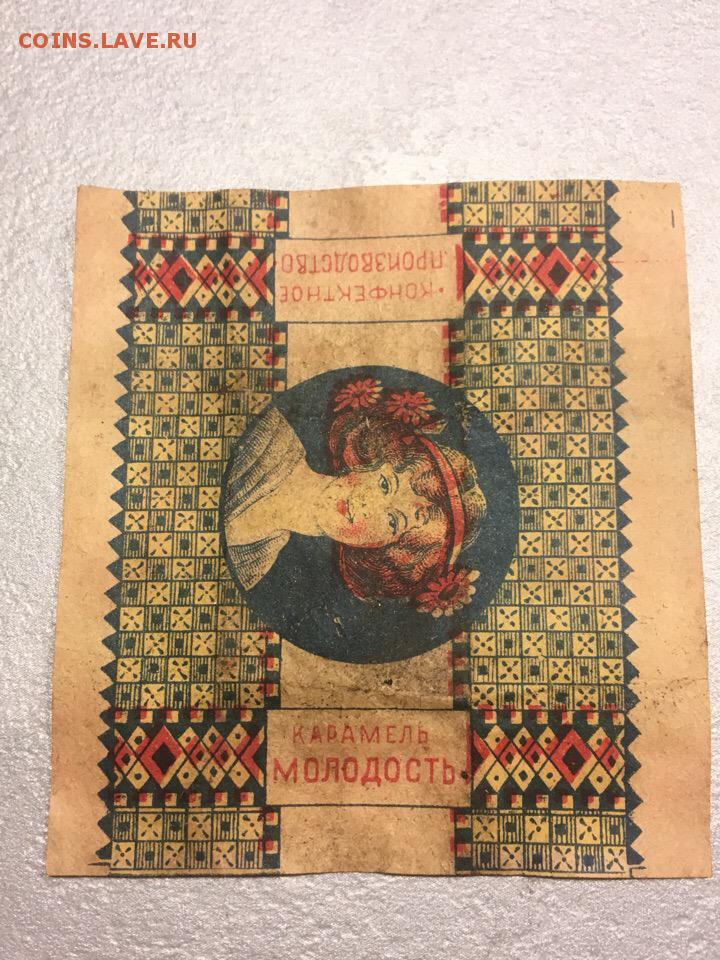 COINS.LAVE.RU
• КОНФЕКТНОЕ
ПРОИЗВОДСТВО •
КАРАМЕЛЬ
МОЛОДОСТЬ